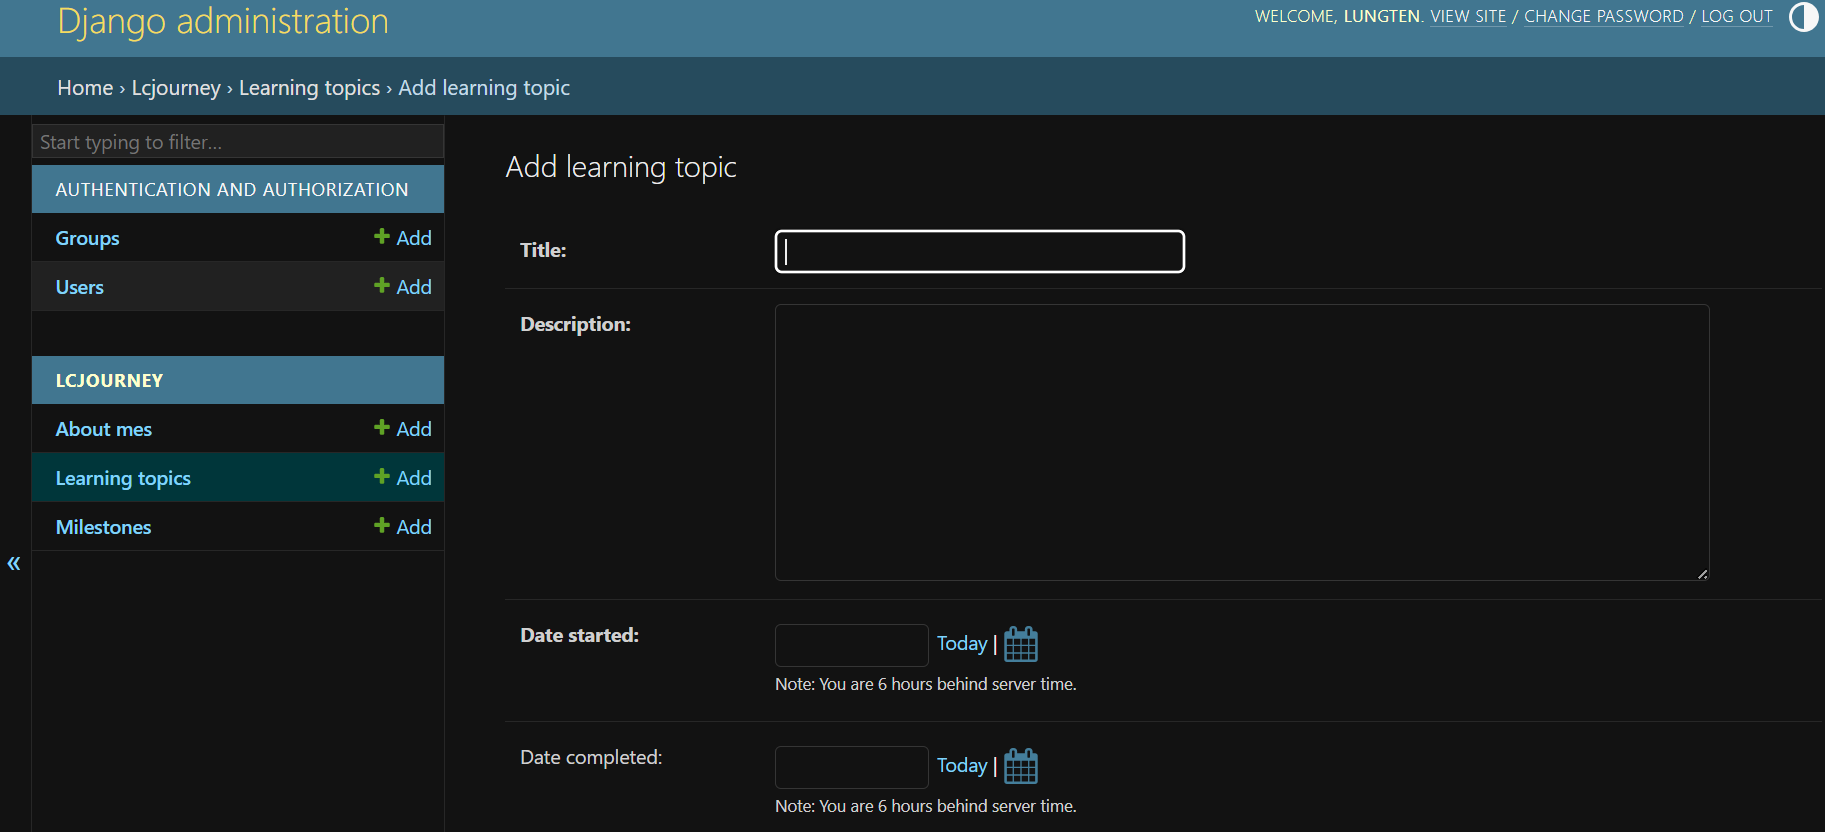 Django administration
WELCOME, LUNGTEN. VIEW SITE / CHANGE PASSWORD / LOG OUT
Home › Lcjourney › Learning topics › Add learning topic
Start typing to filter...
AUTHENTICATION AND AUTHORIZATION
Groups Add
Users Add
LCJOURNEY
About mes Add
Learning topics Add
Milestones Add
«
Add learning topic
Title:
Description:
Date started:
Today |
Note: You are 6 hours behind server time.
Date completed:
Today |
Note: You are 6 hours behind server time.